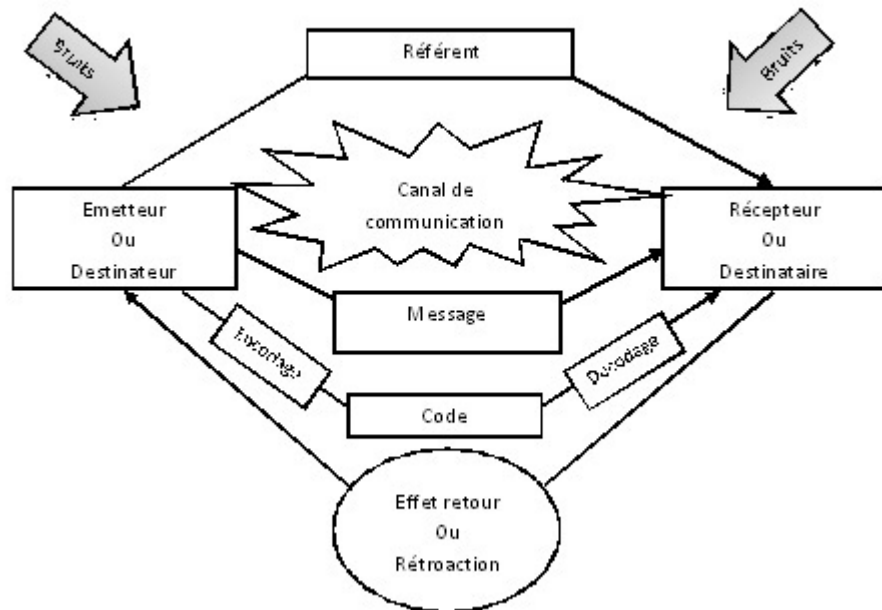 Bruits
Bruits
Référent
Canal de
communication
Emetteur
Ou
Destinateur
Récepteur
Ou
Destinataire
Message
Encodage
Decodage
Code
Effet retour
Ou
Rétroaction